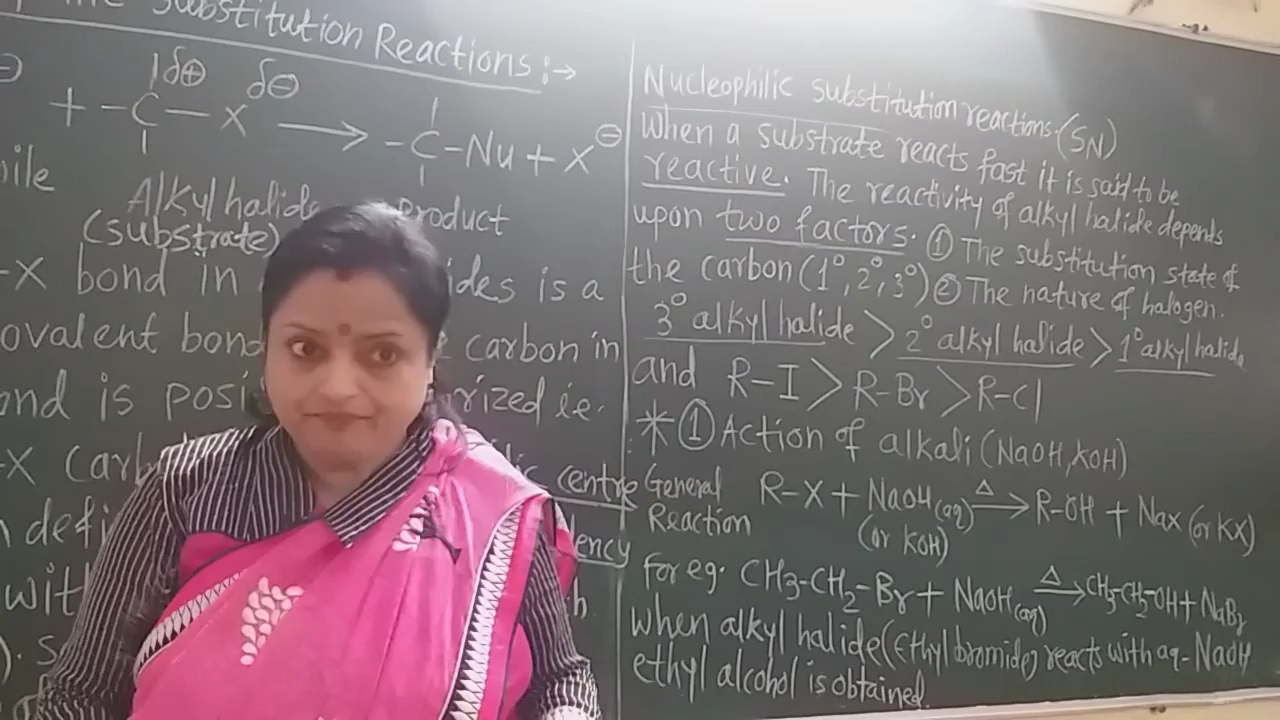 Substitution Reactions :→
⊖ + -C^δ⊕ - X^δ⊖ → -C-Nu + X^⊖
Alkyl halide Product
(substrate)
-X bond in ides is a
ovalent bond carbon in
and is posi rized i.e.
-X carb ic centre
defi ency
with
Nucleophilic substitution reactions. (SN)
When a substrate reacts fast it is said to be
reactive. The reactivity of alkyl halide depends
upon two factors. ① The substitution state of
the carbon (1°, 2°, 3°) ② The nature of halogen.
3° alkyl halide > 2° alkyl halide > 1° alkyl halide
and R-I > R-Br > R-Cl
* ① Action of alkali (NaOH, KOH)
General R-X + NaOH(aq) —Δ→ R-OH + Nax (or KX)
Reaction (or KOH)
For eg. CH3-CH2-Br + NaOH(aq) —Δ→ CH3-CH2-OH + NaBr
When alkyl halide (Ethyl bromide) reacts with aq- NaOH
ethyl alcohol is obtained.